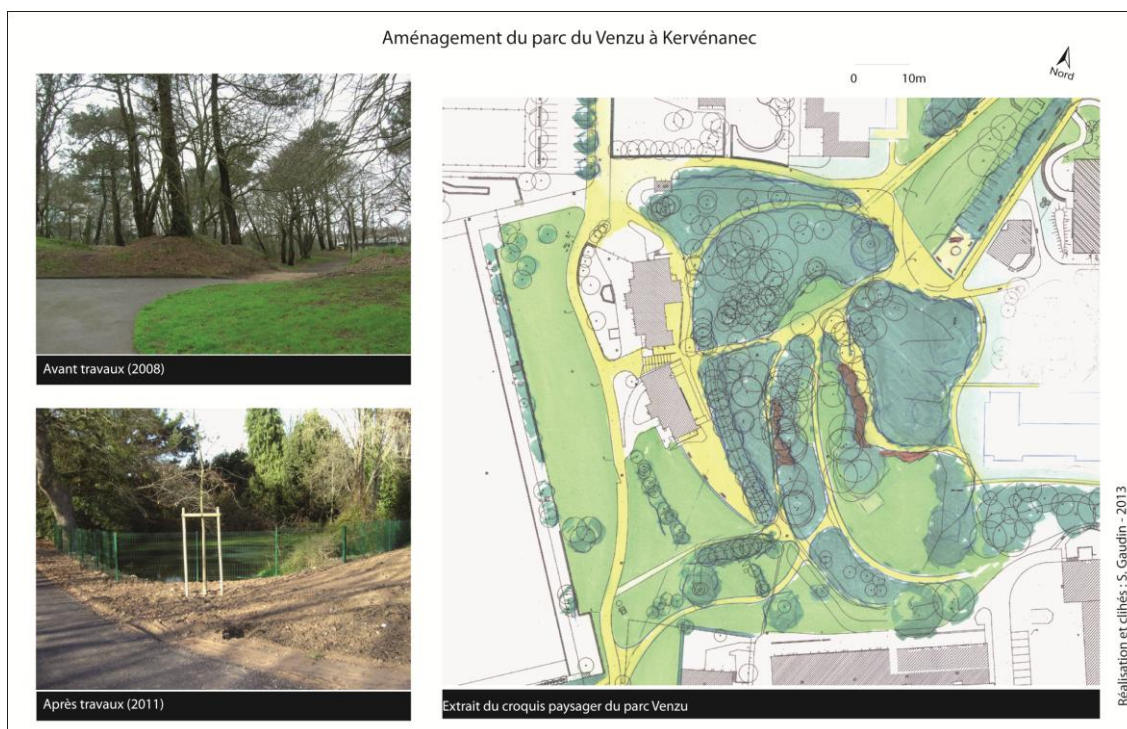 Aménagement du parc du Venzu à Kervénanec
0 10m
Nord
Avant travaux (2008)
Après travaux (2011)
Extrait du croquis paysager du parc Venzu
Réalisation et clihés : S. Gaudin - 2013